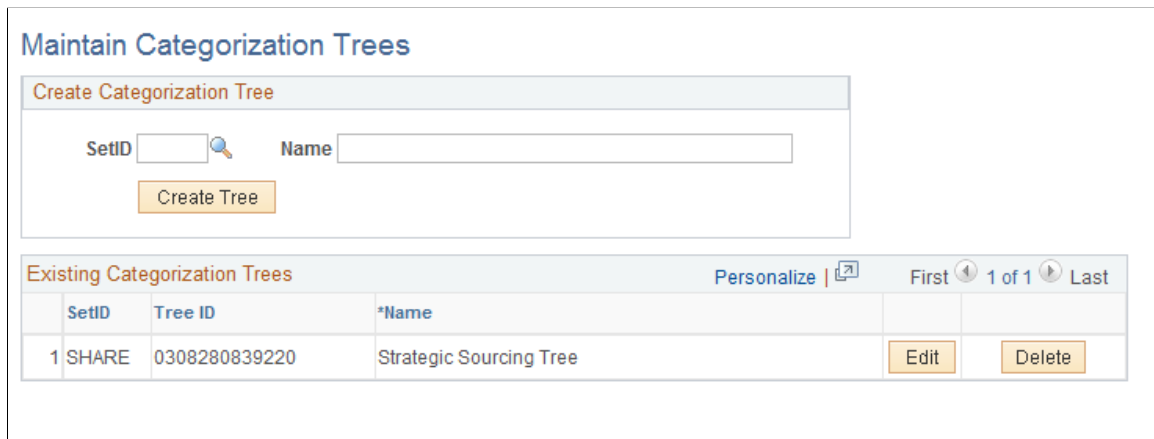 Maintain Categorization Trees
Create Categorization Tree
SetID Name
Create Tree
Existing Categorization Trees Personalize | First 1 of 1 Last
SetID Tree ID *Name
1 SHARE 0308280839220 Strategic Sourcing Tree Edit Delete